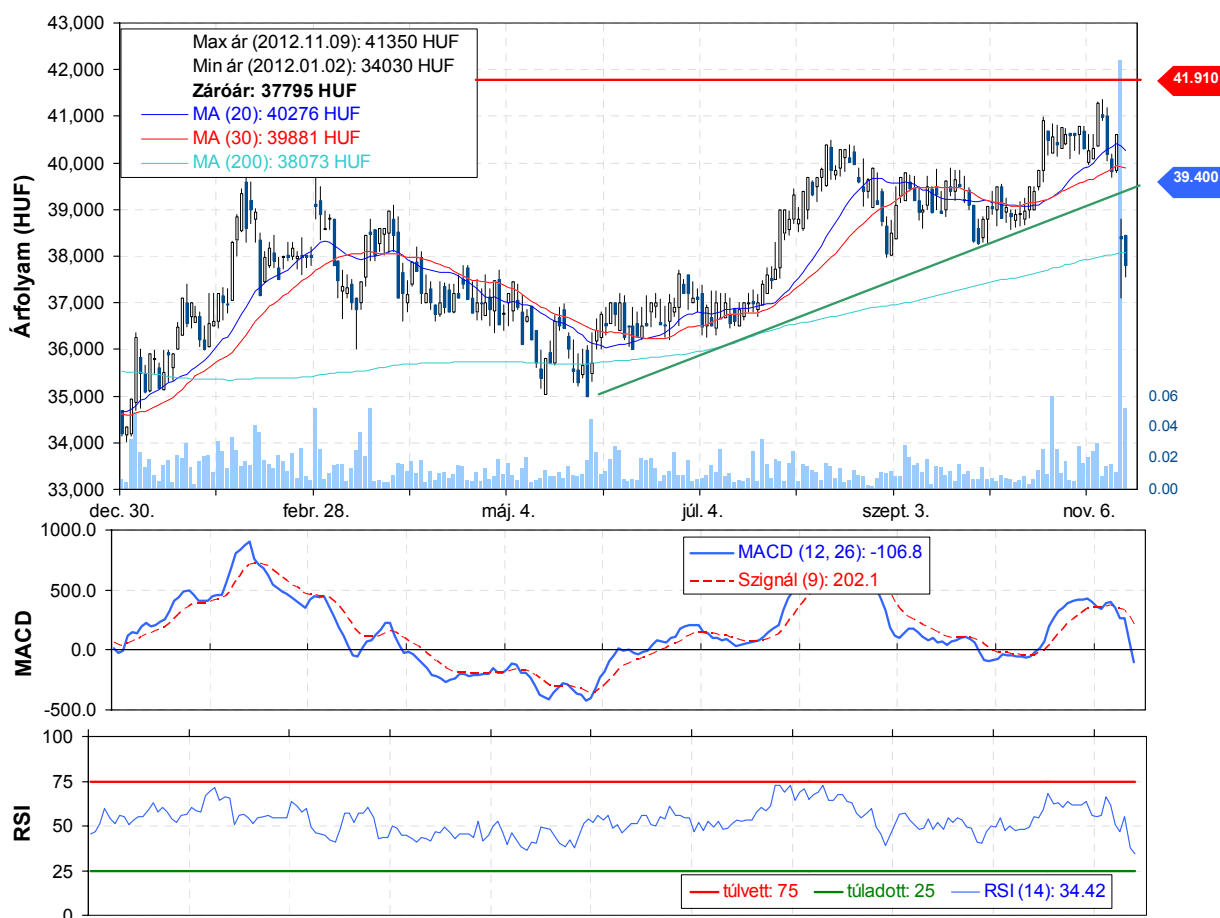 43,000
42,000
41,000
40,000
39,000
38,000
37,000
36,000
35,000
34,000
33,000
Árfolyam (HUF)
Max ár (2012.11.09): 41350 HUF
Min ár (2012.01.02): 34030 HUF
Záróár: 37795 HUF
MA (20): 40276 HUF
MA (30): 39881 HUF
MA (200): 38073 HUF
41.910
39.400
0.06
0.04
0.02
0.00
dec. 30.
febr. 28.
máj. 4.
júl. 4.
szept. 3.
nov. 6.
1000.0
500.0
0.0
-500.0
MACD
MACD (12, 26): -106.8
Szignál (9): 202.1
100
75
50
25
0
RSI
túlvett: 75
túladott: 25
RSI (14): 34.42